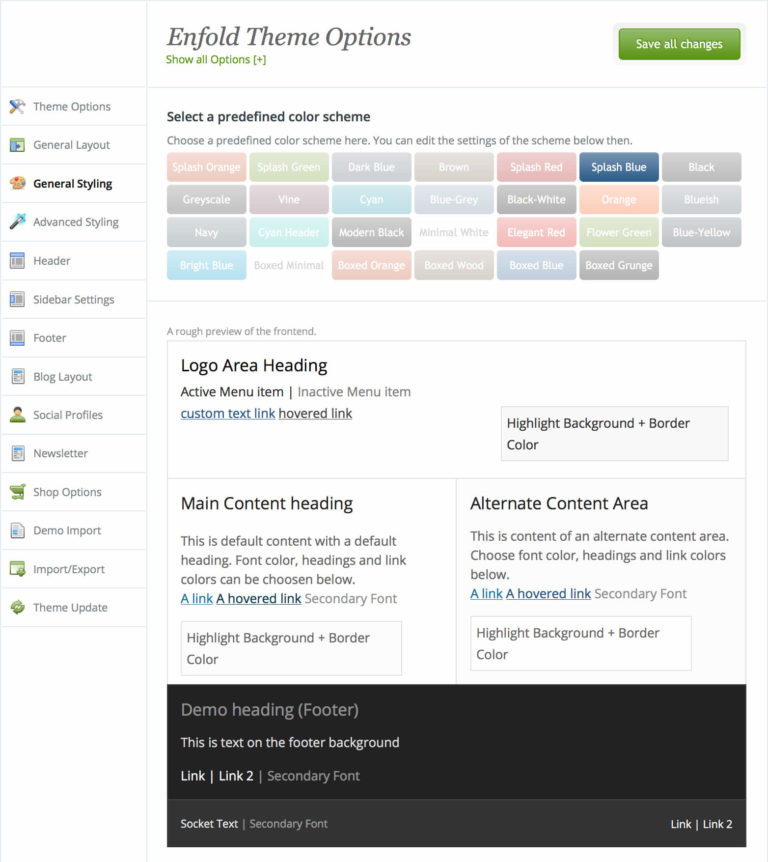 Enfold Theme Options
Show all Options [+]
Save all changes
Theme Options
General Layout
General Styling
Advanced Styling
Header
Sidebar Settings
Footer
Blog Layout
Social Profiles
Newsletter
Shop Options
Demo Import
Import/Export
Theme Update
Select a predefined color scheme
Choose a predefined color scheme here. You can edit the settings of the scheme below then.
Splash Orange Splash Green Dark Blue Brown Splash Red Splash Blue Black
Greyscale Vine Cyan Blue-Grey Black-White Orange Blueish
Navy Cyan Header Modern Black Minimal White Elegant Red Flower Green Blue-Yellow
Bright Blue Boxed Minimal Boxed Orange Boxed Wood Boxed Blue Boxed Grunge
A rough preview of the frontend.
Logo Area Heading
Active Menu item | Inactive Menu item
custom text link hovered link
Highlight Background + Border
Color
Main Content heading
This is default content with a default
heading. Font color, headings and link
colors can be choosen below.
A link A hovered link Secondary Font
Highlight Background + Border
Color
Alternate Content Area
This is content of an alternate content area.
Choose font color, headings and link colors
below.
A link A hovered link Secondary Font
Highlight Background + Border
Color
Demo heading (Footer)
This is text on the footer background
Link | Link 2 | Secondary Font
Socket Text | Secondary Font
Link | Link 2